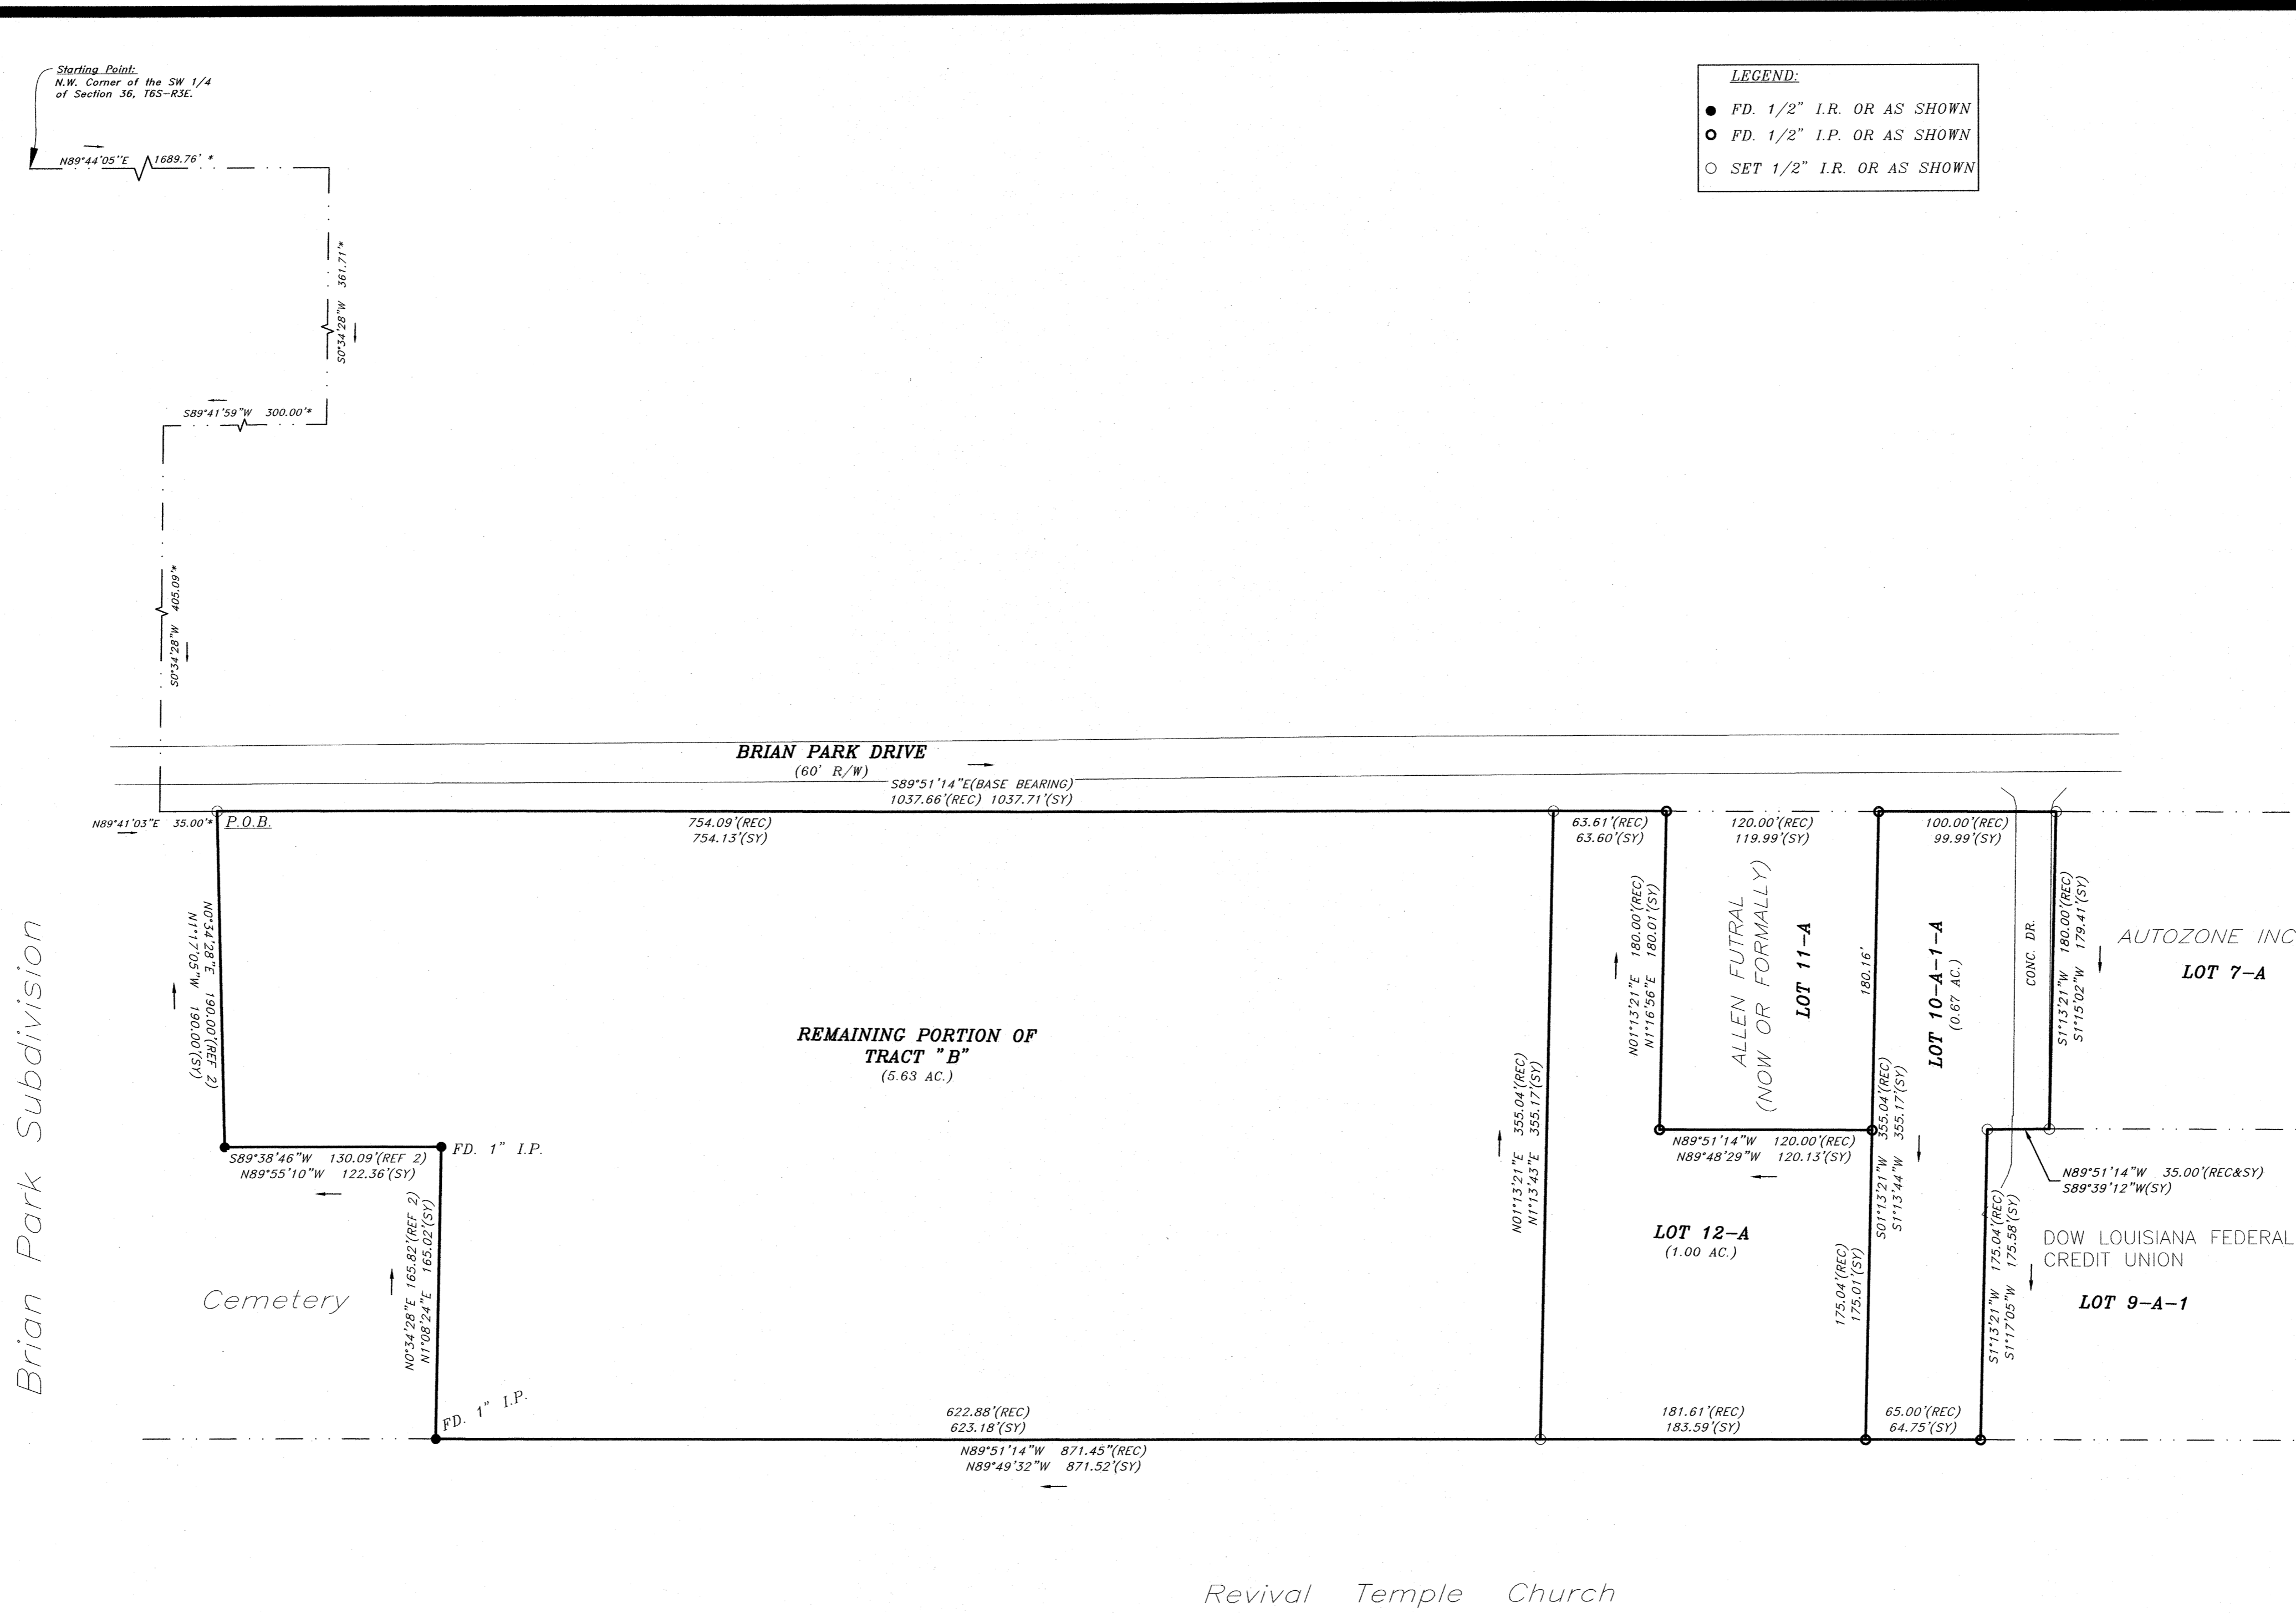 Starting Point:
N.W. Corner of the SW 1/4
of Section 36, T6S-R3E.
LEGEND:
FD. 1/2" I.R. OR AS SHOWN
FD. 1/2" I.P. OR AS SHOWN
SET 1/2" I.R. OR AS SHOWN
N89°44'05"E 1689.76' *
S0°34'28"W 361.71'*
S89°41'59"W 300.00'*
S0°34'28"W 405.09'*
BRIAN PARK DRIVE
(60' R/W)
S89°51'14"E(BASE BEARING)
1037.66'(REC) 1037.71'(SY)
N89°41'03"E 35.00'*
P.O.B.
754.09'(REC)
754.13'(SY)
63.61'(REC)
63.60'(SY)
120.00'(REC)
119.99'(SY)
100.00'(REC)
99.99'(SY)
N0°34'28"E 190.00'(REF 2)
N1°17'05"W 190.00'(SY)
Brian Park Subdivision
REMAINING PORTION OF
TRACT "B"
(5.63 AC.)
N01°13'21"E 355.04'(REC)
N1°13'43"E 355.17'(SY)
N01°13'21"E 180.00'(REC)
N1°16'56"E 180.01'(SY)
ALLEN FUTRAL
(NOW OR FORMALLY)
LOT 11-A
180.16'
LOT 10-A-1-A
(0.67 AC.)
CONC. DR.
S1°13'21"W 180.00'(REC)
S1°15'02"W 179.41'(SY)
AUTOZONE INC
LOT 7-A
S89°38'46"W 130.09'(REF 2)
N89°55'10"W 122.36'(SY)
FD. 1" I.P.
N89°51'14"W 120.00'(REC)
N89°48'29"W 120.13'(SY)
S01°13'21"W 355.04'(REC)
S1°13'44"W 355.17'(SY)
N89°51'14"W 35.00'(REC&SY)
S89°39'12"W(SY)
N0°34'28"E 165.82'(REF 2)
N1°08'24"E 165.02'(SY)
Cemetery
LOT 12-A
(1.00 AC.)
175.04'(REC)
175.01'(SY)
S1°13'21"W 175.04'(REC)
S1°17'05"W 175.58'(SY)
DOW LOUISIANA FEDERAL
CREDIT UNION
LOT 9-A-1
FD. 1" I.P.
622.88'(REC)
623.18'(SY)
181.61'(REC)
183.59'(SY)
65.00'(REC)
64.75'(SY)
N89°51'14"W 871.45"(REC)
N89°49'32"W 871.52'(SY)
Revival Temple Church